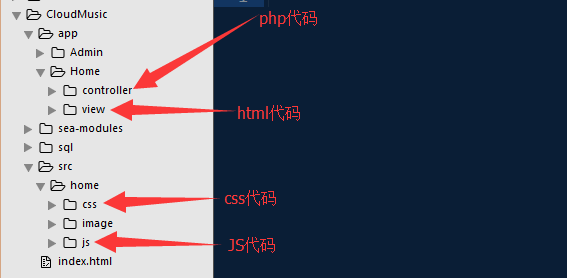 CloudMusic
php代码
app
Admin
Home
controller
view
html代码
sea-modules
sql
src
home
css
css代码
image
js
JS代码
index.html